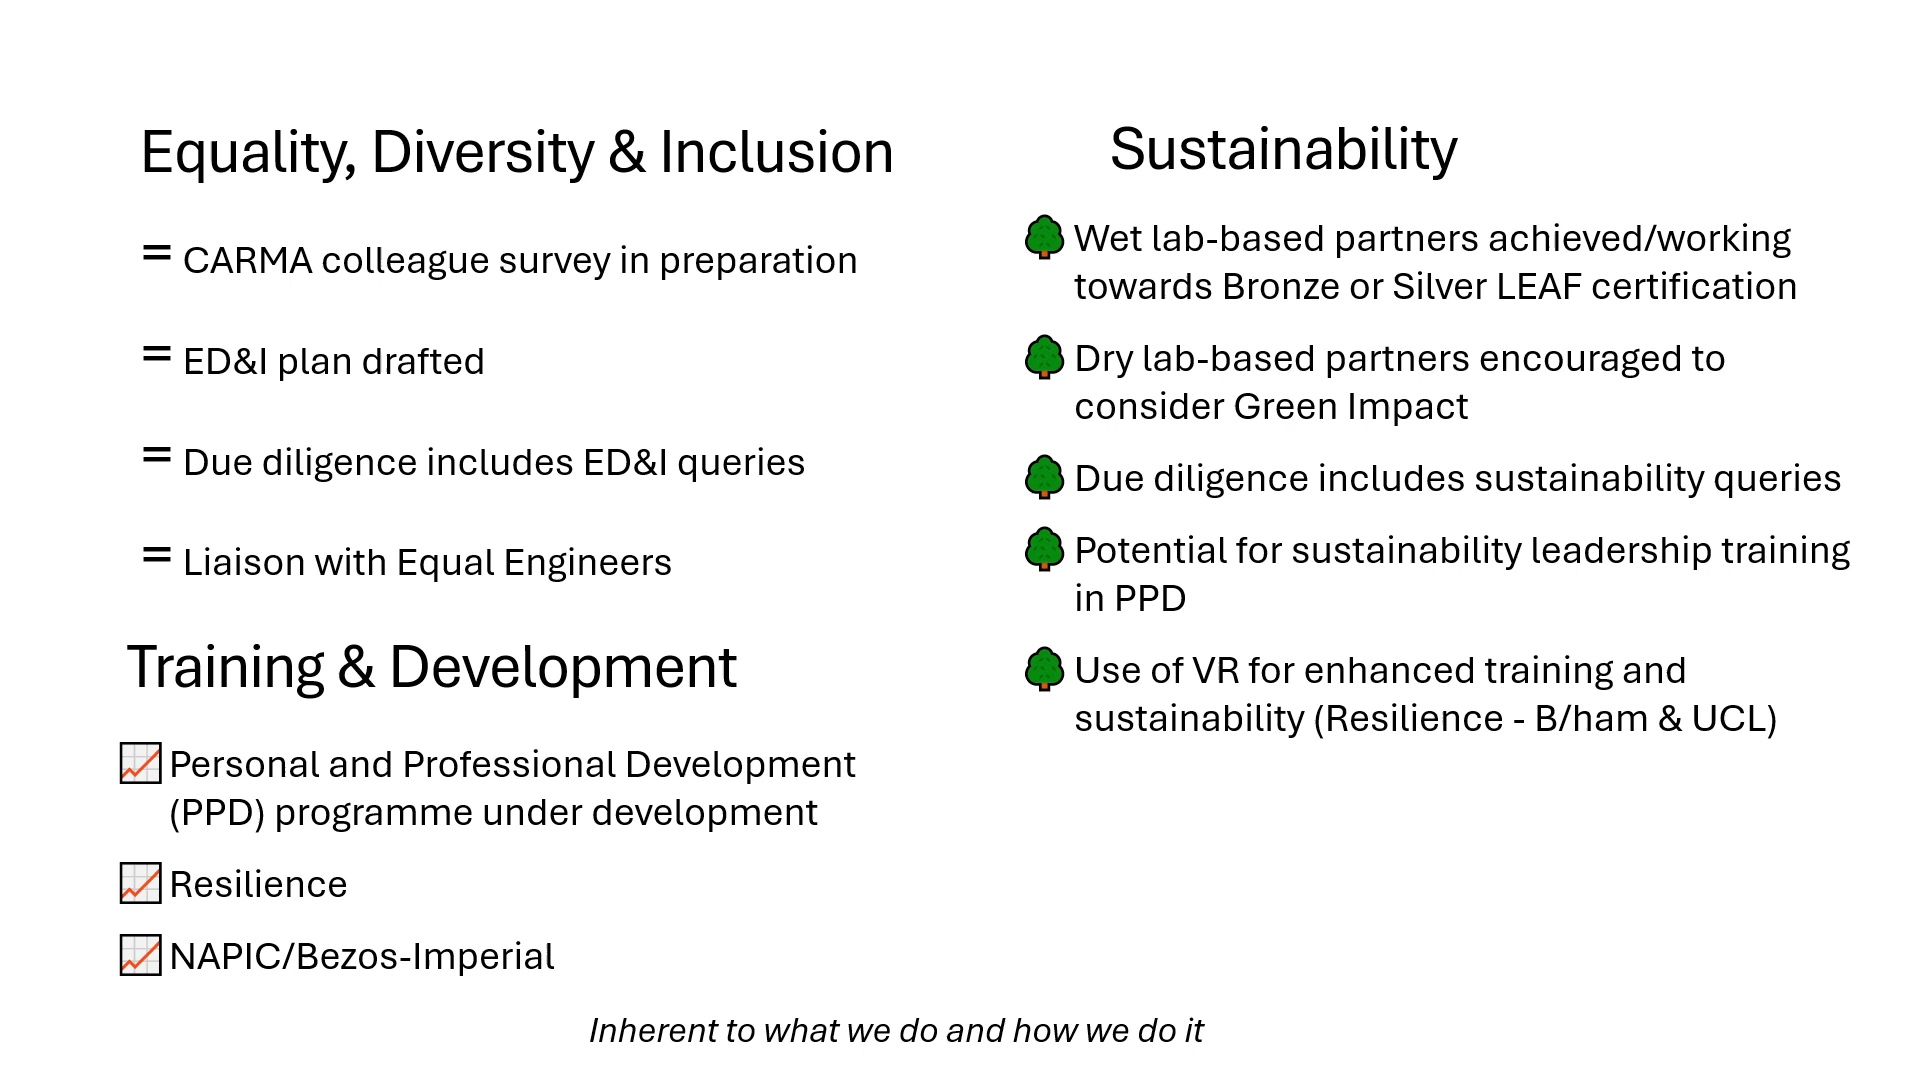 Equality, Diversity & Inclusion
= CARMA colleague survey in preparation
= ED&I plan drafted
= Due diligence includes ED&I queries
= Liaison with Equal Engineers
Training & Development
Personal and Professional Development
(PPD) programme under development
Resilience
NAPIC/Bezos-Imperial
Sustainability
Wet lab-based partners achieved/working
towards Bronze or Silver LEAF certification
Dry lab-based partners encouraged to
consider Green Impact
Due diligence includes sustainability queries
Potential for sustainability leadership training
in PPD
Use of VR for enhanced training and
sustainability (Resilience - B/ham & UCL)
Inherent to what we do and how we do it